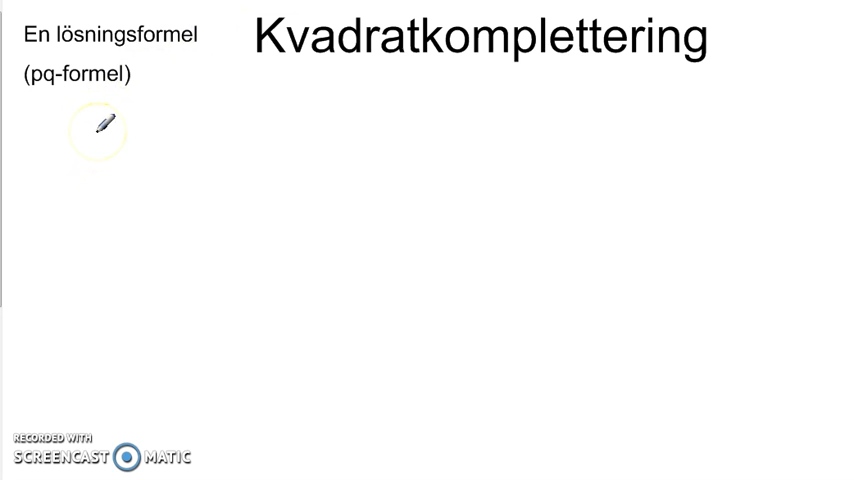 En lösningsformel
Kvadratkomplettering
(pq-formel)
RECORDED WITH
SCREENCAST MATIC